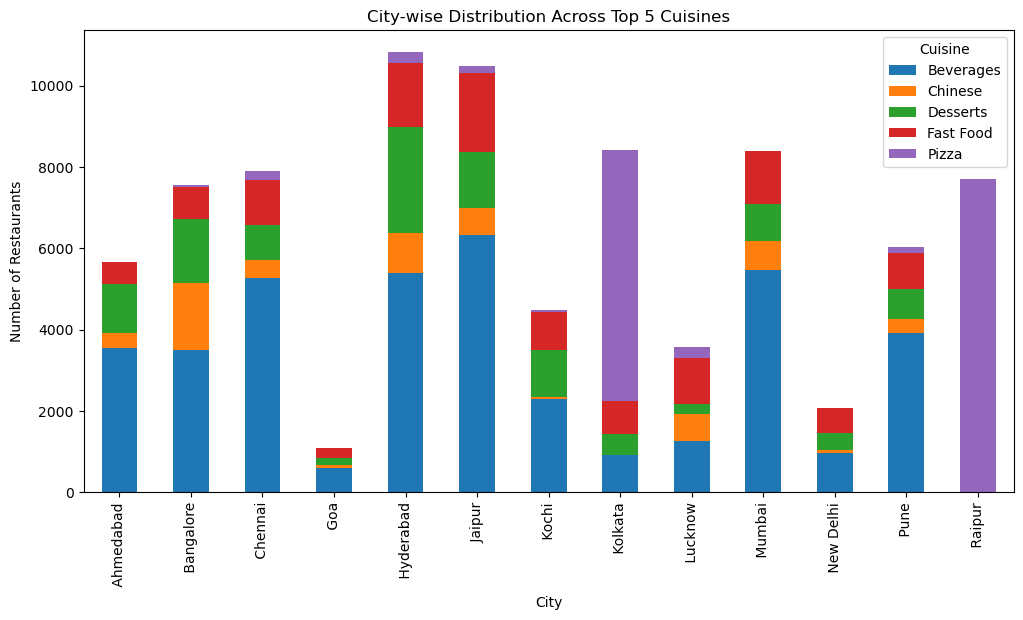 City-wise Distribution Across Top 5 Cuisines
Number of Restaurants
10000
8000
6000
4000
2000
0
Cuisine
Beverages
Chinese
Desserts
Fast Food
Pizza
Ahmedabad
Bangalore
Chennai
Goa
Hyderabad
Jaipur
Kochi
Kolkata
Lucknow
Mumbai
New Delhi
Pune
Raipur
City